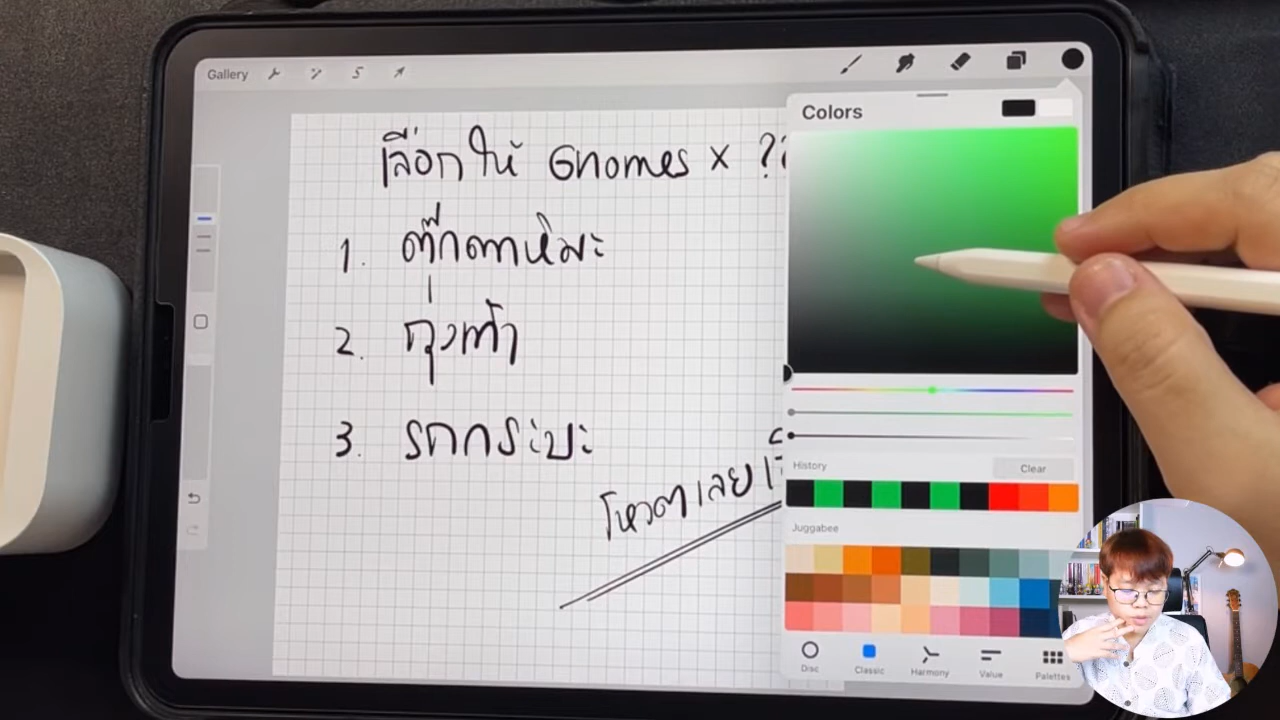 Gallery
Colors
เลือกให้ Gnomes x ??
1. ตุ๊กตาหิมะ
2. ถุงเท้า
3. รถกระบะ
โหวตเลย
History
Clear
Juggabee
Disc
Classic
Harmony
Value
Palettes